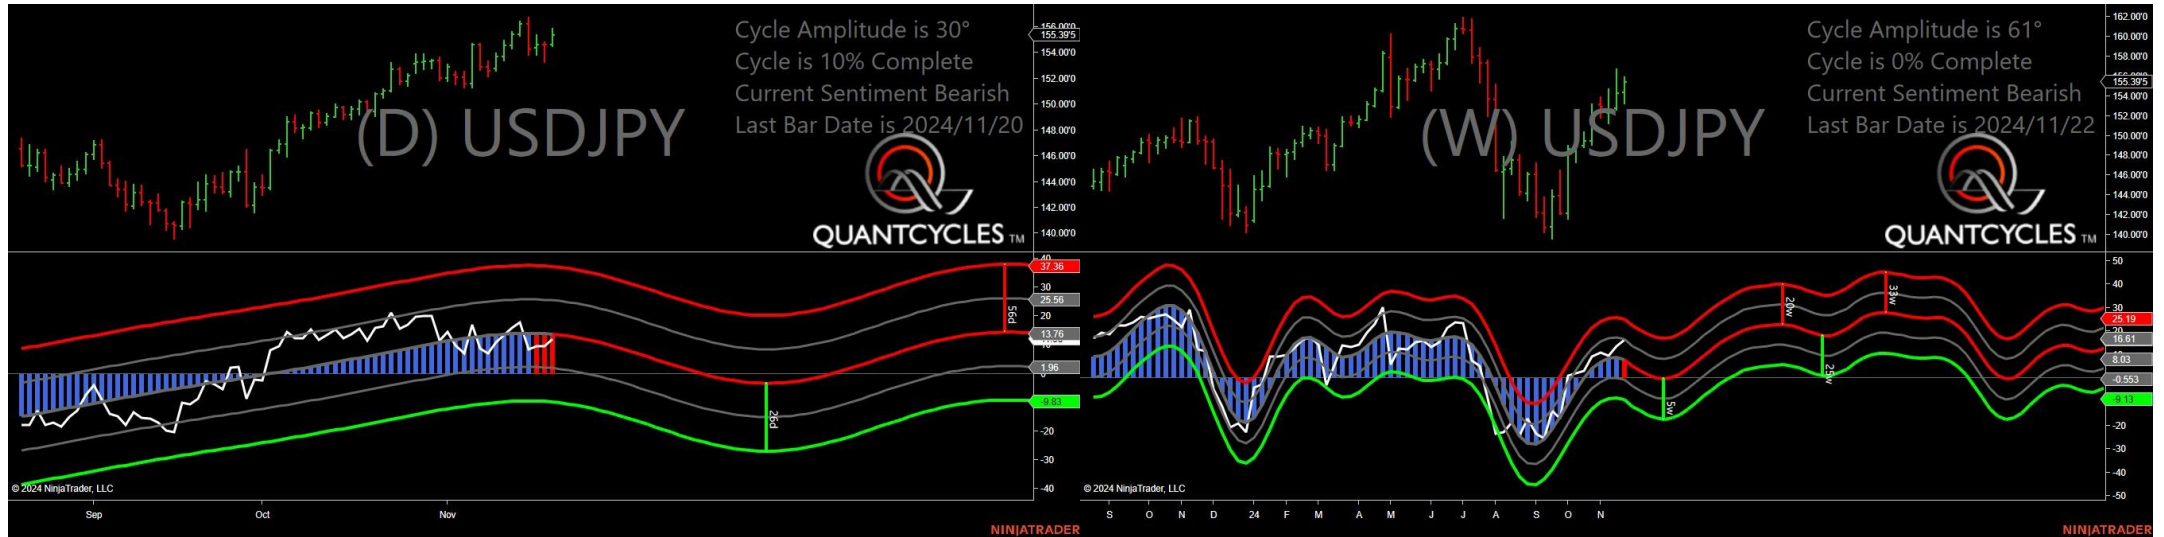 Cycle Amplitude is 30°
Cycle is 10% Complete
Current Sentiment Bearish
Last Bar Date is 2024/11/20
(D) USDJPY
QUANTCYCLES TM
156.00'0
155.39'5
154.00'0
152.00'0
150.00'0
148.00'0
146.00'0
144.00'0
142.00'0
140.00'0
40
37.36
30
25.56
20
13.76
10
1.96
0
-9.83
-20
-30
-40
56d
26d
© 2024 NinjaTrader, LLC
Sep
Oct
Nov
NINJATRADER
Cycle Amplitude is 61°
Cycle is 0% Complete
Current Sentiment Bearish
Last Bar Date is 2024/11/22
(W) USDJPY
QUANTCYCLES TM
162.00'0
160.00'0
158.00'0
155.39'5
154.00'0
152.00'0
150.00'0
148.00'0
146.00'0
144.00'0
142.00'0
140.00'0
50
40
30
25.19
20
16.61
8.03
-0.553
-9.13
-20
-30
-40
-50
20w
33w
25w
5w
© 2024 NinjaTrader, LLC
S O N D 24 F M A M J J A S O N
NINJATRADER